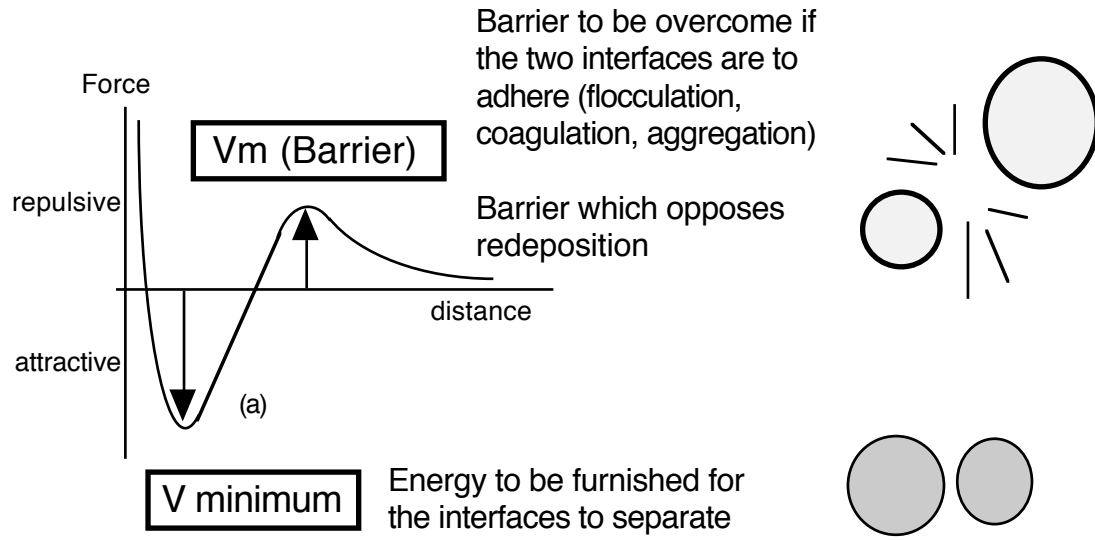 Barrier to be overcome if
the two interfaces are to
adhere (flocculation,
coagulation, aggregation)
Force
Vm (Barrier)
repulsive
Barrier which opposes
redeposition
distance
attractive
(a)
V minimum
Energy to be furnished for
the interfaces to separate